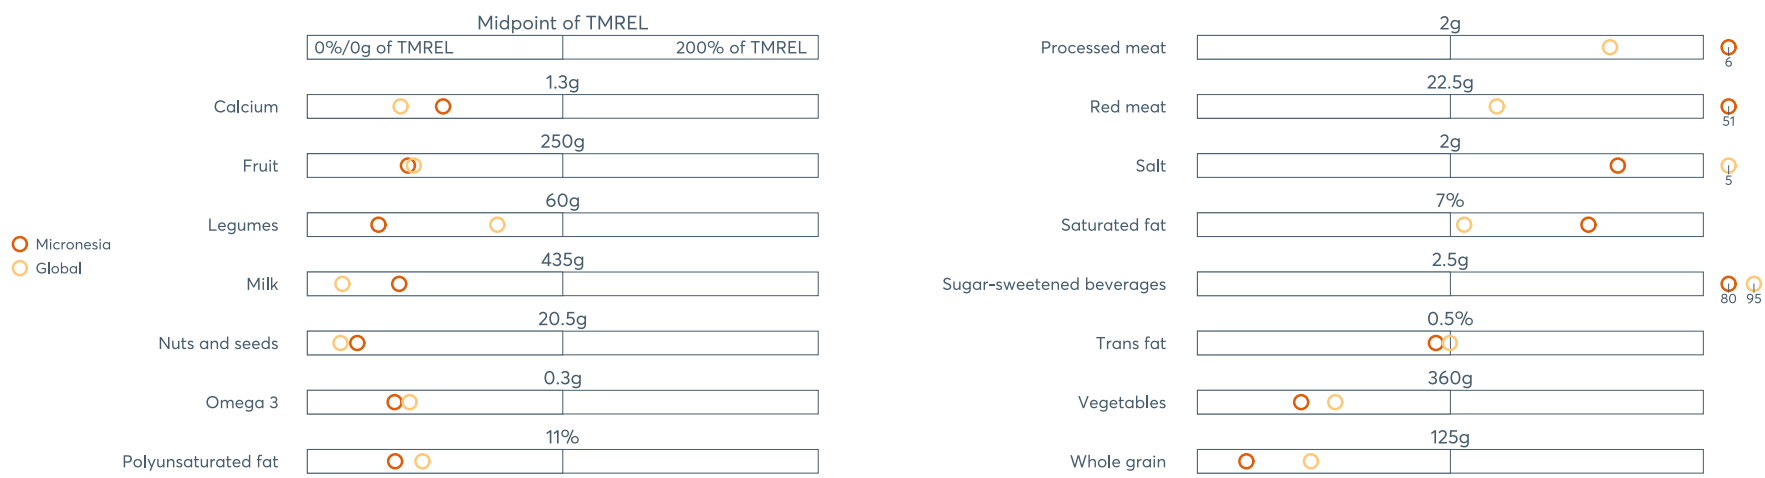 Midpoint of TMREL
0%/0g of TMREL 200% of TMREL
1.3g
Calcium
250g
Fruit
60g
Legumes
Micronesia
Global
435g
Milk
20.5g
Nuts and seeds
0.3g
Omega 3
11%
Polyunsaturated fat
2g
Processed meat
6
22.5g
Red meat
51
2g
Salt
5
7%
Saturated fat
2.5g
Sugar-sweetened beverages
80 95
0.5%
Trans fat
360g
Vegetables
125g
Whole grain